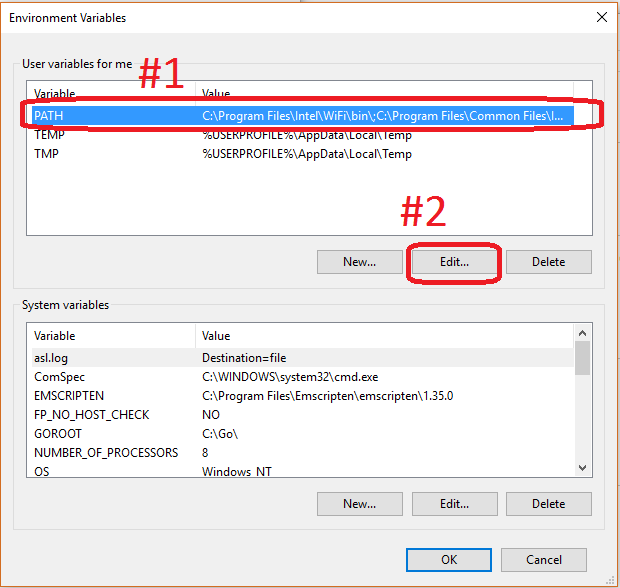 Environment Variables
User variables for me
#1
Variable Value
PATH C:\Program Files\Intel\WiFi\bin\;C:\Program Files\Common Files\I...
TEMP %USERPROFILE%\AppData\Local\Temp
TMP %USERPROFILE%\AppData\Local\Temp
#2
New... Edit... Delete
System variables
Variable Value
asl.log Destination=file
ComSpec C:\WINDOWS\system32\cmd.exe
EMSCRIPTEN C:\Program Files\Emscripten\emscripten\1.35.0
FP_NO_HOST_CHECK NO
GOROOT C:\Go\
NUMBER_OF_PROCESSORS 8
OS Windows_NT
New... Edit... Delete
OK Cancel